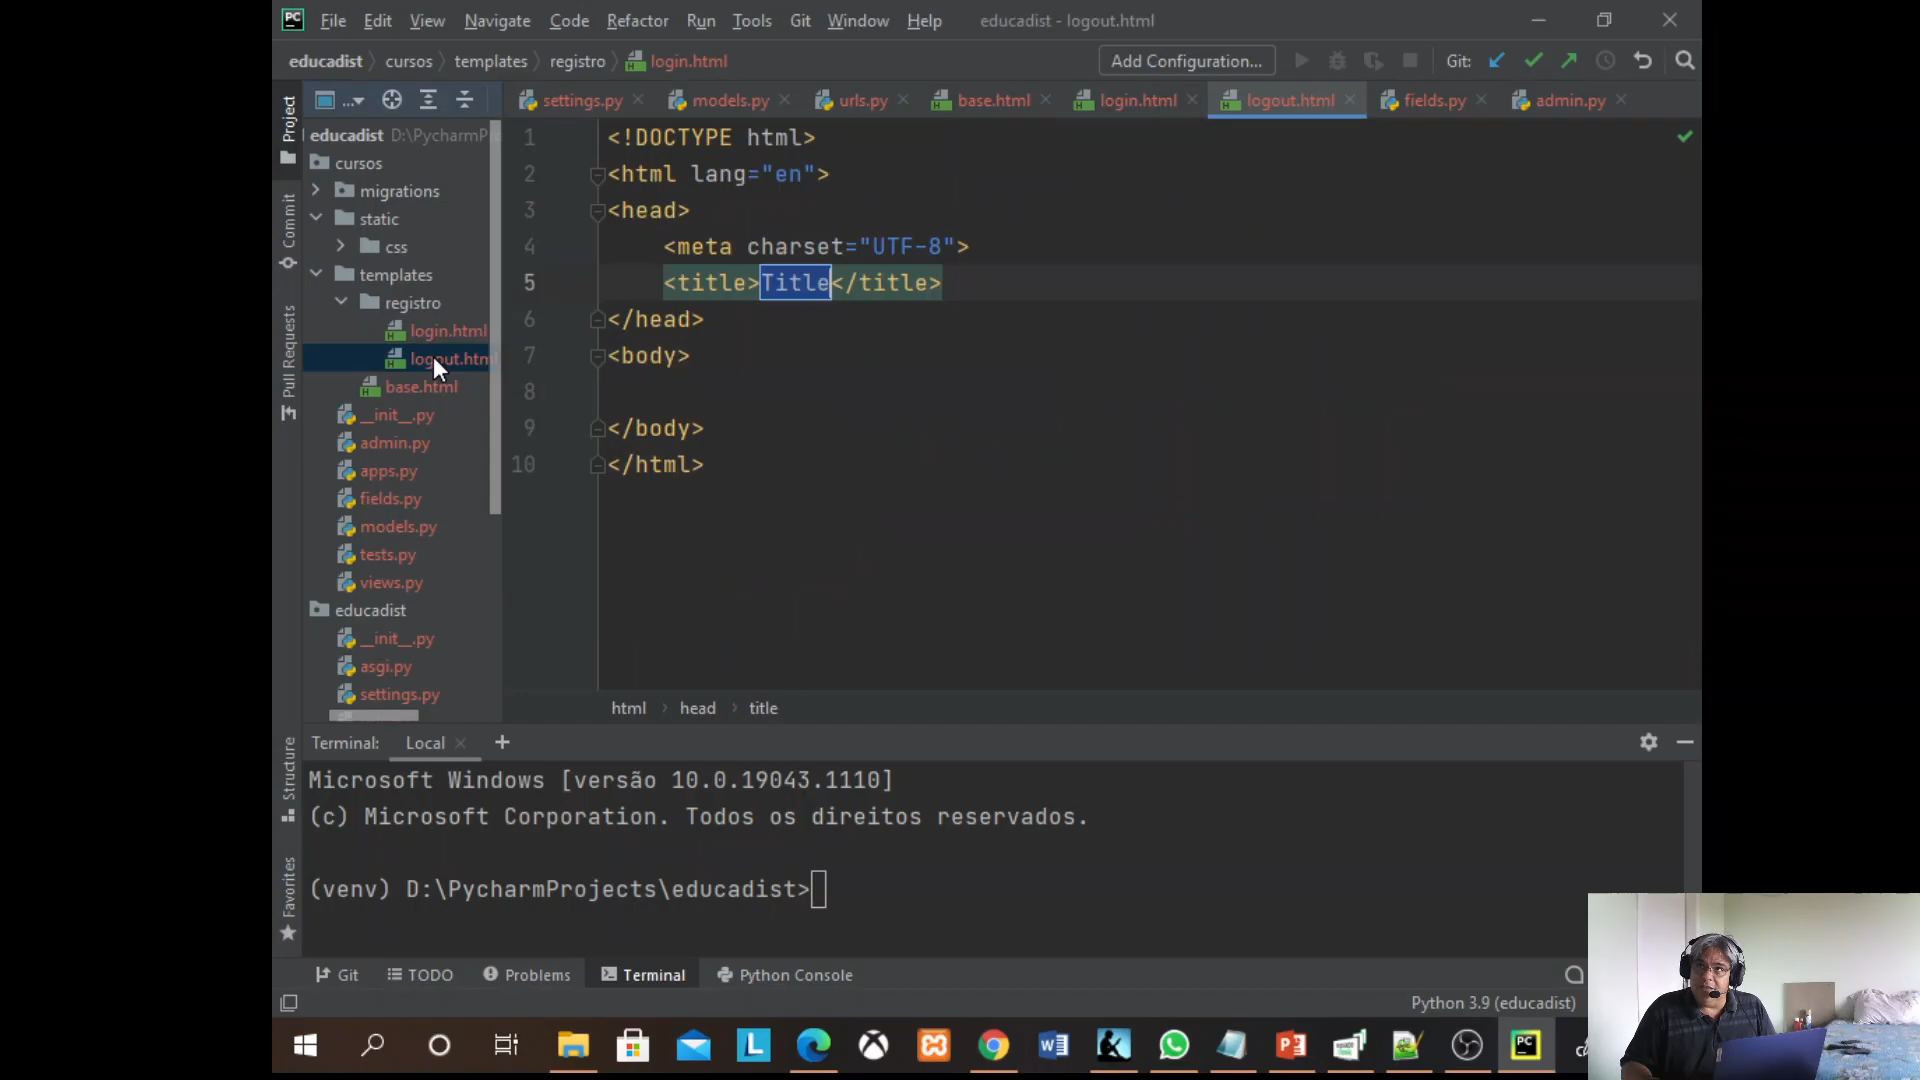 PC File Edit View Navigate Code Refactor Run Tools Git Window Help educadist - logout.html
educadist cursos templates registro login.html Add Configuration... Git:
... settings.py models.py urls.py base.html login.html logout.html fields.py admin.py
Project
Commit
Pull Requests
Structure
Favorites
educadist D:\PycharmP
cursos
migrations
static
css
templates
registro
login.html
logout.html
base.html
__init__.py
admin.py
apps.py
fields.py
models.py
tests.py
views.py
educadist
__init__.py
asgi.py
settings.py
1 <!DOCTYPE html>
2 <html lang="en">
3 <head>
4 <meta charset="UTF-8">
5 <title>Title</title>
6 </head>
7 <body>
8
9 </body>
10 </html>
html head title
Terminal: Local
Microsoft Windows [versão 10.0.19043.1110]
(c) Microsoft Corporation. Todos os direitos reservados.
(venv) D:\PycharmProjects\educadist>
Git TODO Problems Terminal Python Console
Python 3.9 (educadist)